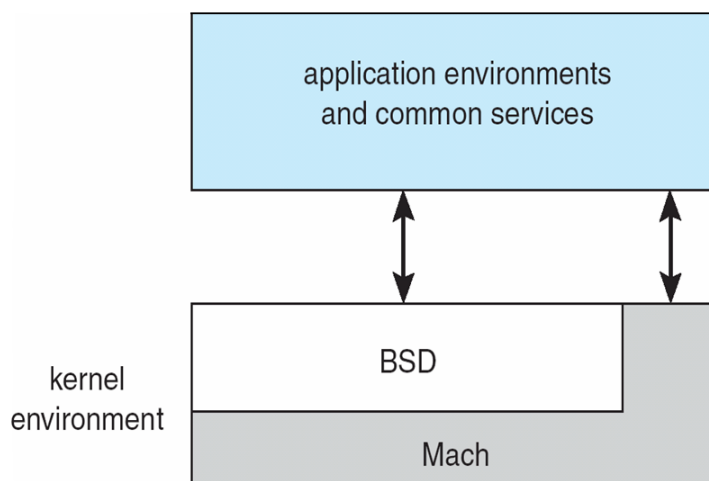 application environments
and common services
BSD
kernel
environment
Mach